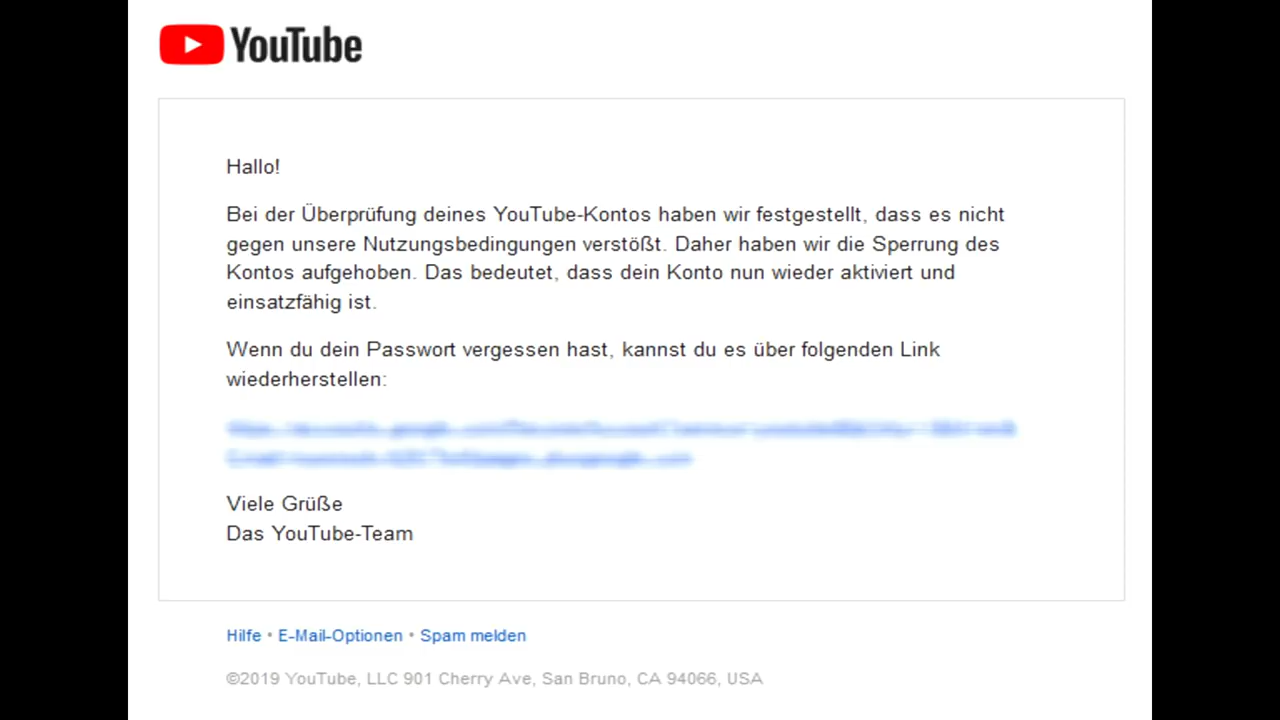 YouTube
Hallo!
Bei der Überprüfung deines YouTube-Kontos haben wir festgestellt, dass es nicht
gegen unsere Nutzungsbedingungen verstößt. Daher haben wir die Sperrung des
Kontos aufgehoben. Das bedeutet, dass dein Konto nun wieder aktiviert und
einsatzfähig ist.
Wenn du dein Passwort vergessen hast, kannst du es über folgenden Link
wiederherstellen:
Viele Grüße
Das YouTube-Team
Hilfe • E-Mail-Optionen • Spam melden
©2019 YouTube, LLC 901 Cherry Ave, San Bruno, CA 94066, USA